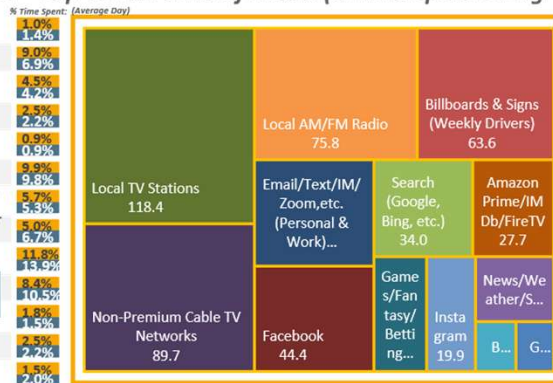 % Time Spent: (Average Day)
1.0%
1.4%
9.0%
6.9%
4.5%
4.2%
2.5%
2.2%
0.9%
0.9%
9.9%
9.8%
5.7%
5.3%
5.0%
6.7%
11.8%
13.9%
8.4%
10.5%
1.8%
1.5%
2.5%
2.2%
1.5%
2.0%
Local TV Stations
118.4
Non-Premium Cable TV
Networks
89.7
Local AM/FM Radio
75.8
Billboards & Signs
(Weekly Drivers)
63.6
Email/Text/IM/
Zoom,etc.
(Personal &
Work)...
Search
(Google,
Bing, etc.)
34.0
Amazon
Prime/IM
Db/FireTV
27.7
Facebook
44.4
Game
s/Fan
tasy/
Betti
ng...
Insta
gram
19.9
News/We
ather/S...
B...
G...